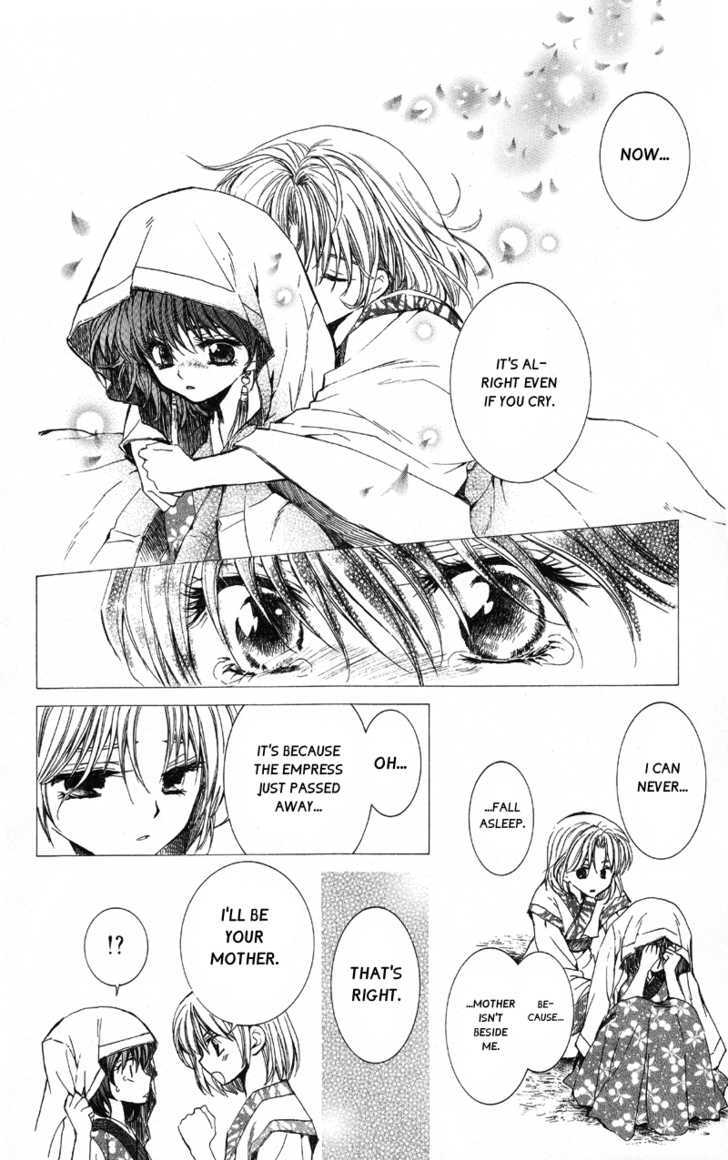 NOW...
IT'S AL-
RIGHT EVEN
IF YOU CRY.
I CAN
NEVER...
...FALL
ASLEEP.
BE-
CAUSE...
...MOTHER
ISN'T
BESIDE
ME.
OH...
IT'S BECAUSE
THE EMPRESS
JUST PASSED
AWAY...
THAT'S
RIGHT.
I'LL BE
YOUR
MOTHER.
!?